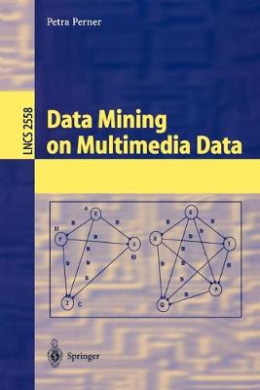 Petra Perner
LNCS 2558
Data Mining
on Multimedia Data
Springer